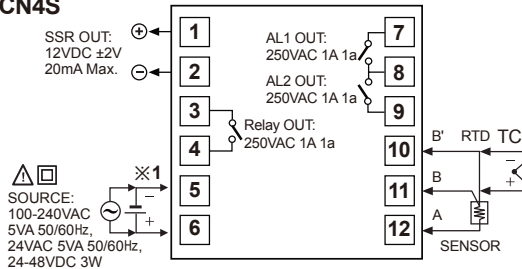 CN4S
SSR OUT:
12VDC ±2V
20mA Max.
1
2
3
4
5
6
Relay OUT:
250VAC 1A 1a
AL1 OUT:
250VAC 1A 1a
AL2 OUT:
250VAC 1A 1a
7
8
9
10
11
12
B' RTD TC
B
A
SENSOR
※1
SOURCE:
100-240VAC
5VA 50/60Hz,
24VAC 5VA 50/60Hz,
24-48VDC 3W